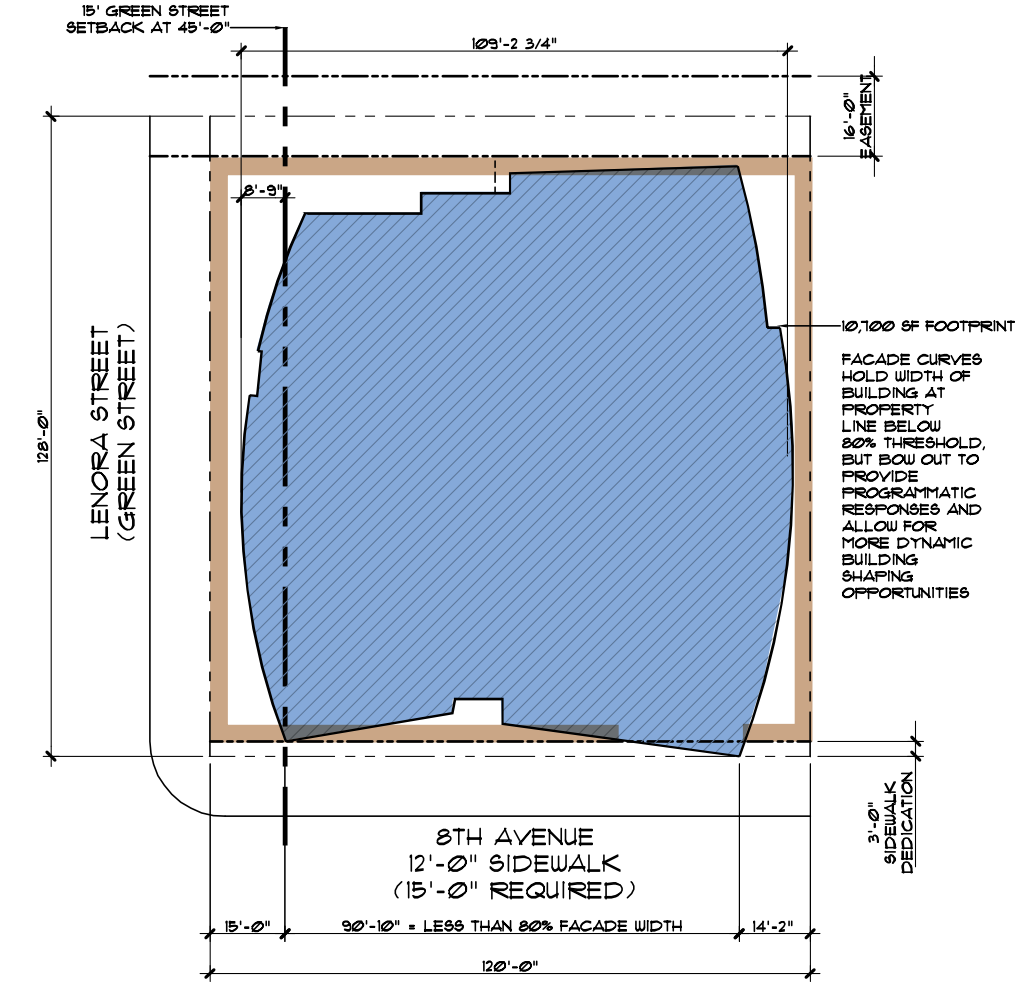 15' GREEN STREET
SETBACK AT 45'-0"
109'-2 3/4"
16'-0"
EASEMENT
8'-9"
128'-0"
LENORA STREET
(GREEN STREET)
10,700 SF FOOTPRINT
FACADE CURVES
HOLD WIDTH OF
BUILDING AT
PROPERTY
LINE BELOW
80% THRESHOLD,
BUT BOW OUT TO
PROVIDE
PROGRAMMATIC
RESPONSES AND
ALLOW FOR
MORE DYNAMIC
BUILDING
SHAPING
OPPORTUNITIES
3'-0"
SIDEWALK
DEDICATION
8TH AVENUE
12'-0" SIDEWALK
(15'-0" REQUIRED)
15'-0"
90'-10" = LESS THAN 80% FACADE WIDTH
14'-2"
120'-0"